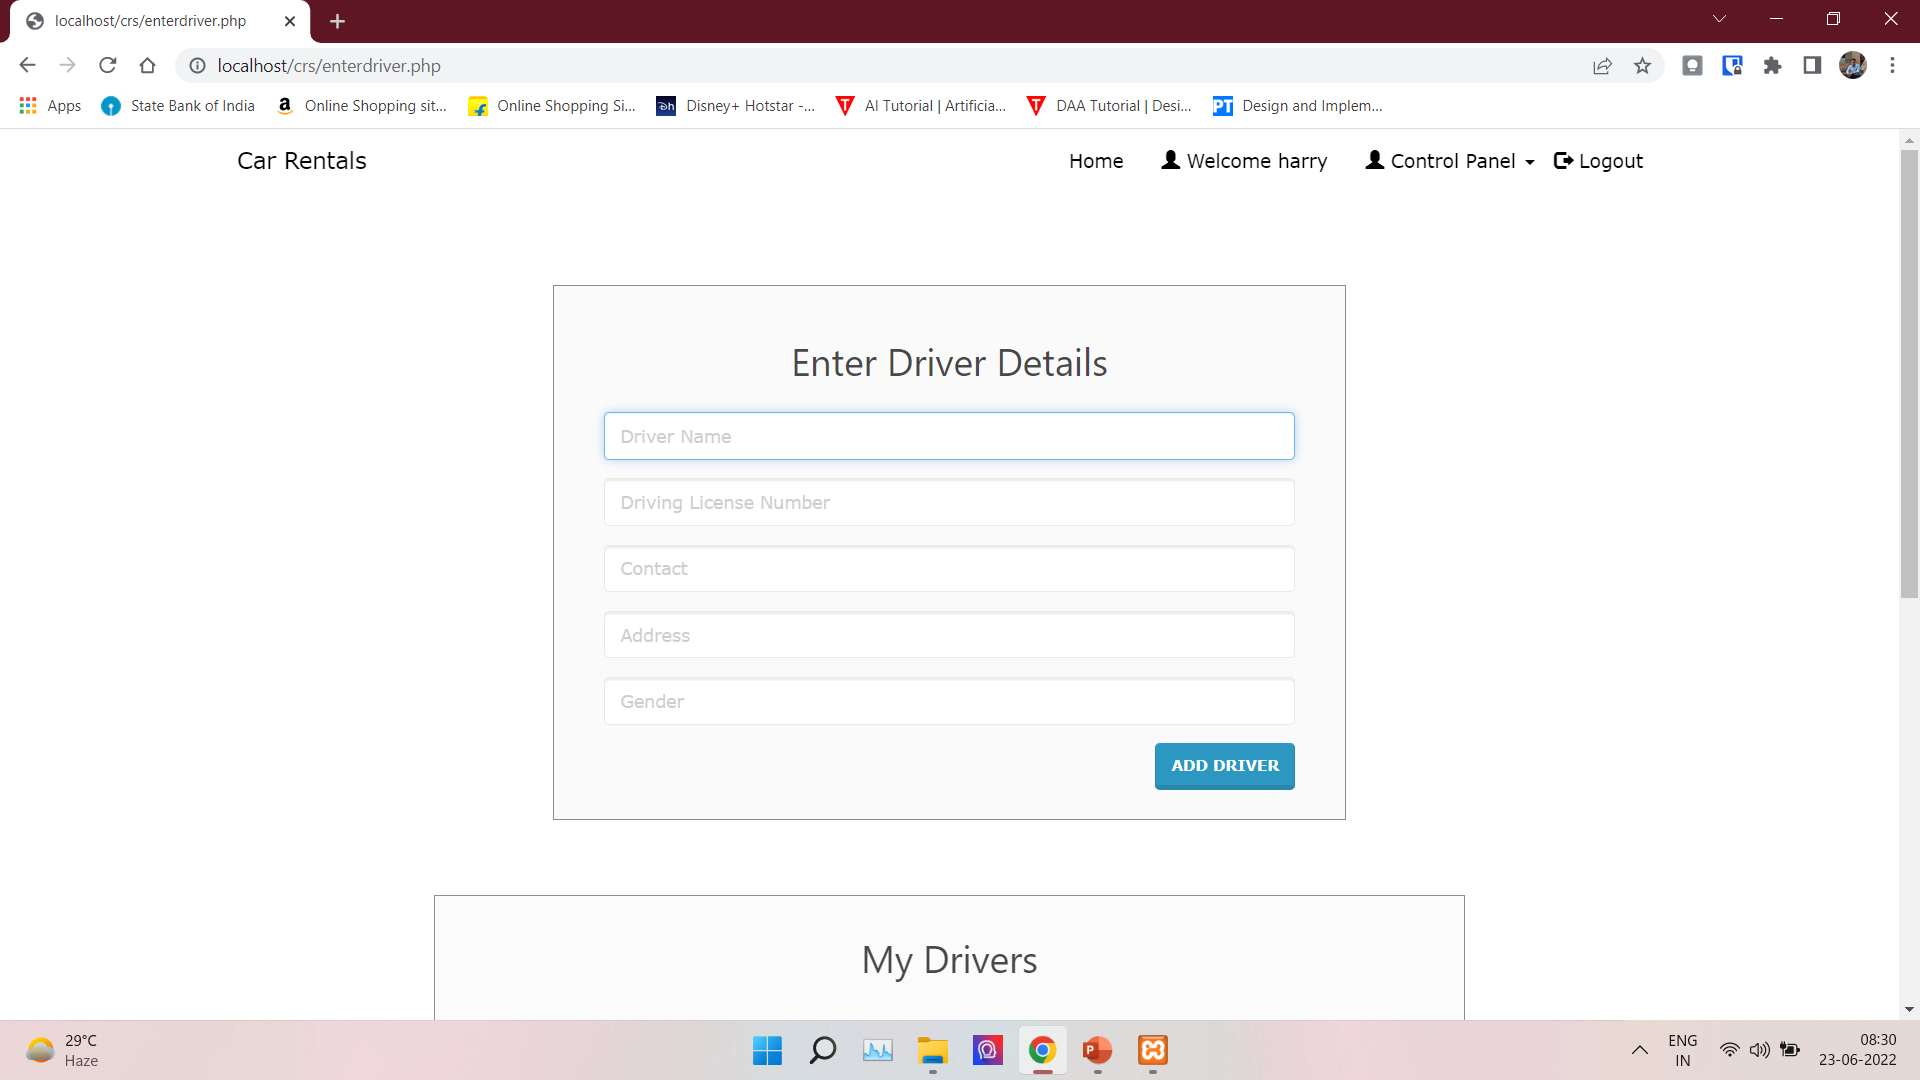 localhost/crs/enterdriver.php
localhost/crs/enterdriver.php
Apps State Bank of India Online Shopping sit... Online Shopping Si... Disney+ Hotstar -... AI Tutorial | Artificia... DAA Tutorial | Desi... Design and Implem...
Car Rentals Home Welcome harry Control Panel Logout
Enter Driver Details
Driver Name
Driving License Number
Contact
Address
Gender
ADD DRIVER
My Drivers
29°C
Haze
ENG
IN
08:30
23-06-2022